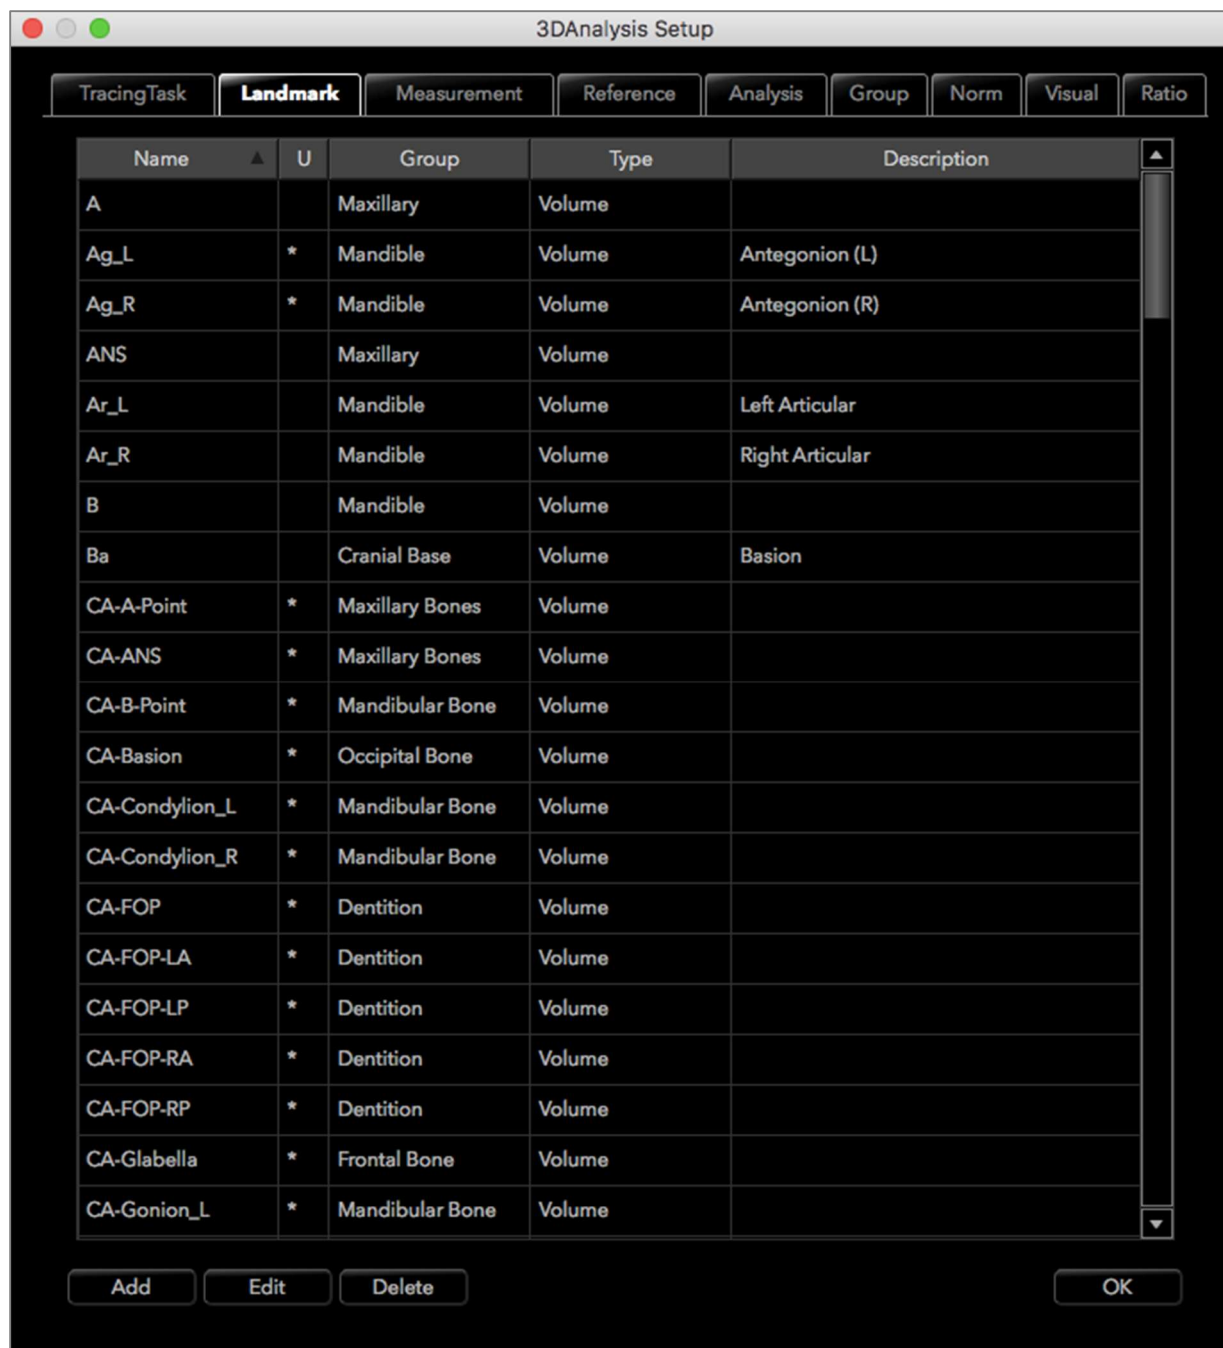 3DAnalysis Setup
TracingTask Landmark Measurement Reference Analysis Group Norm Visual Ratio
Name U Group Type Description
A Maxillary Volume
Ag_L * Mandible Volume Antegonion (L)
Ag_R * Mandible Volume Antegonion (R)
ANS Maxillary Volume
Ar_L Mandible Volume Left Articular
Ar_R Mandible Volume Right Articular
B Mandible Volume
Ba Cranial Base Volume Basion
CA-A-Point * Maxillary Bones Volume
CA-ANS * Maxillary Bones Volume
CA-B-Point * Mandibular Bone Volume
CA-Basion * Occipital Bone Volume
CA-Condylion_L * Mandibular Bone Volume
CA-Condylion_R * Mandibular Bone Volume
CA-FOP * Dentition Volume
CA-FOP-LA * Dentition Volume
CA-FOP-LP * Dentition Volume
CA-FOP-RA * Dentition Volume
CA-FOP-RP * Dentition Volume
CA-Glabella * Frontal Bone Volume
CA-Gonion_L * Mandibular Bone Volume
Add Edit Delete OK